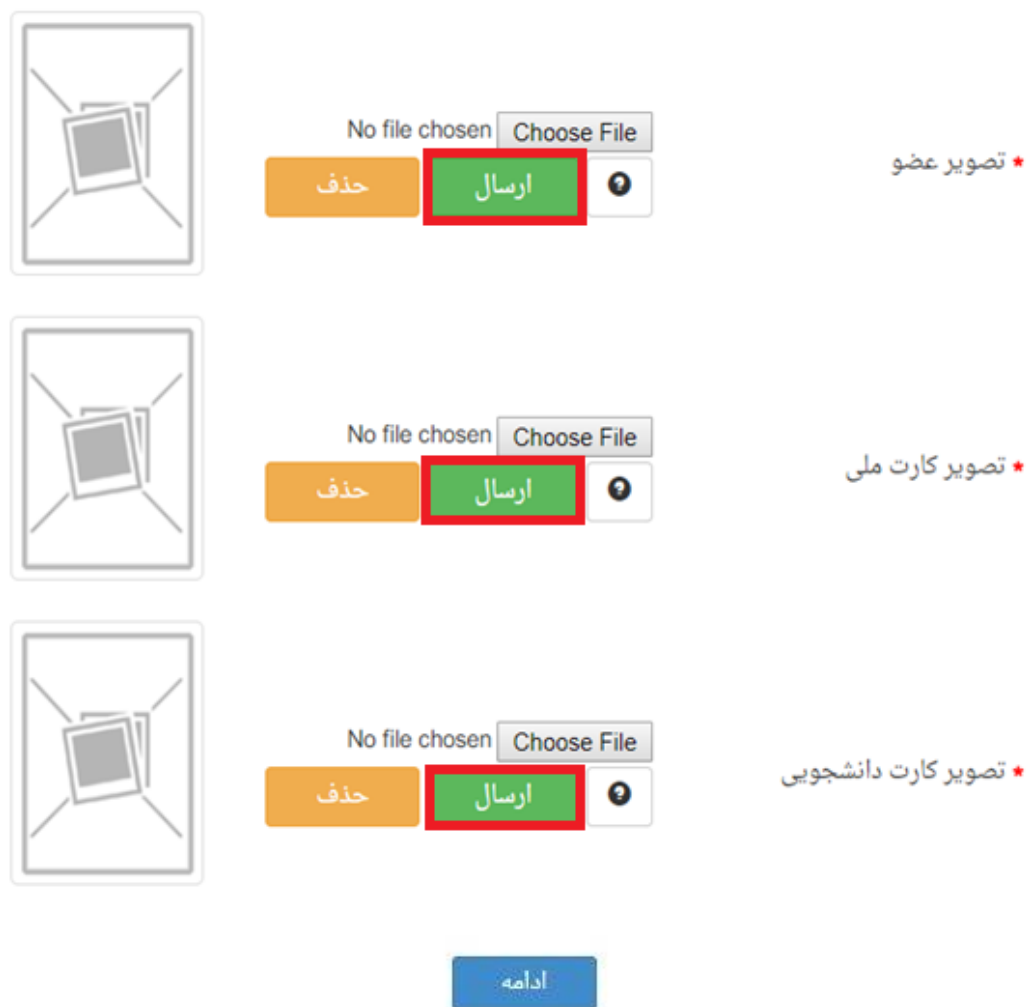 No file chosen Choose File
* تصویر عضو
؟ ارسال حذف
No file chosen Choose File
* تصویر کارت ملی
؟ ارسال حذف
No file chosen Choose File
* تصویر کارت دانشجویی
؟ ارسال حذف
ادامه